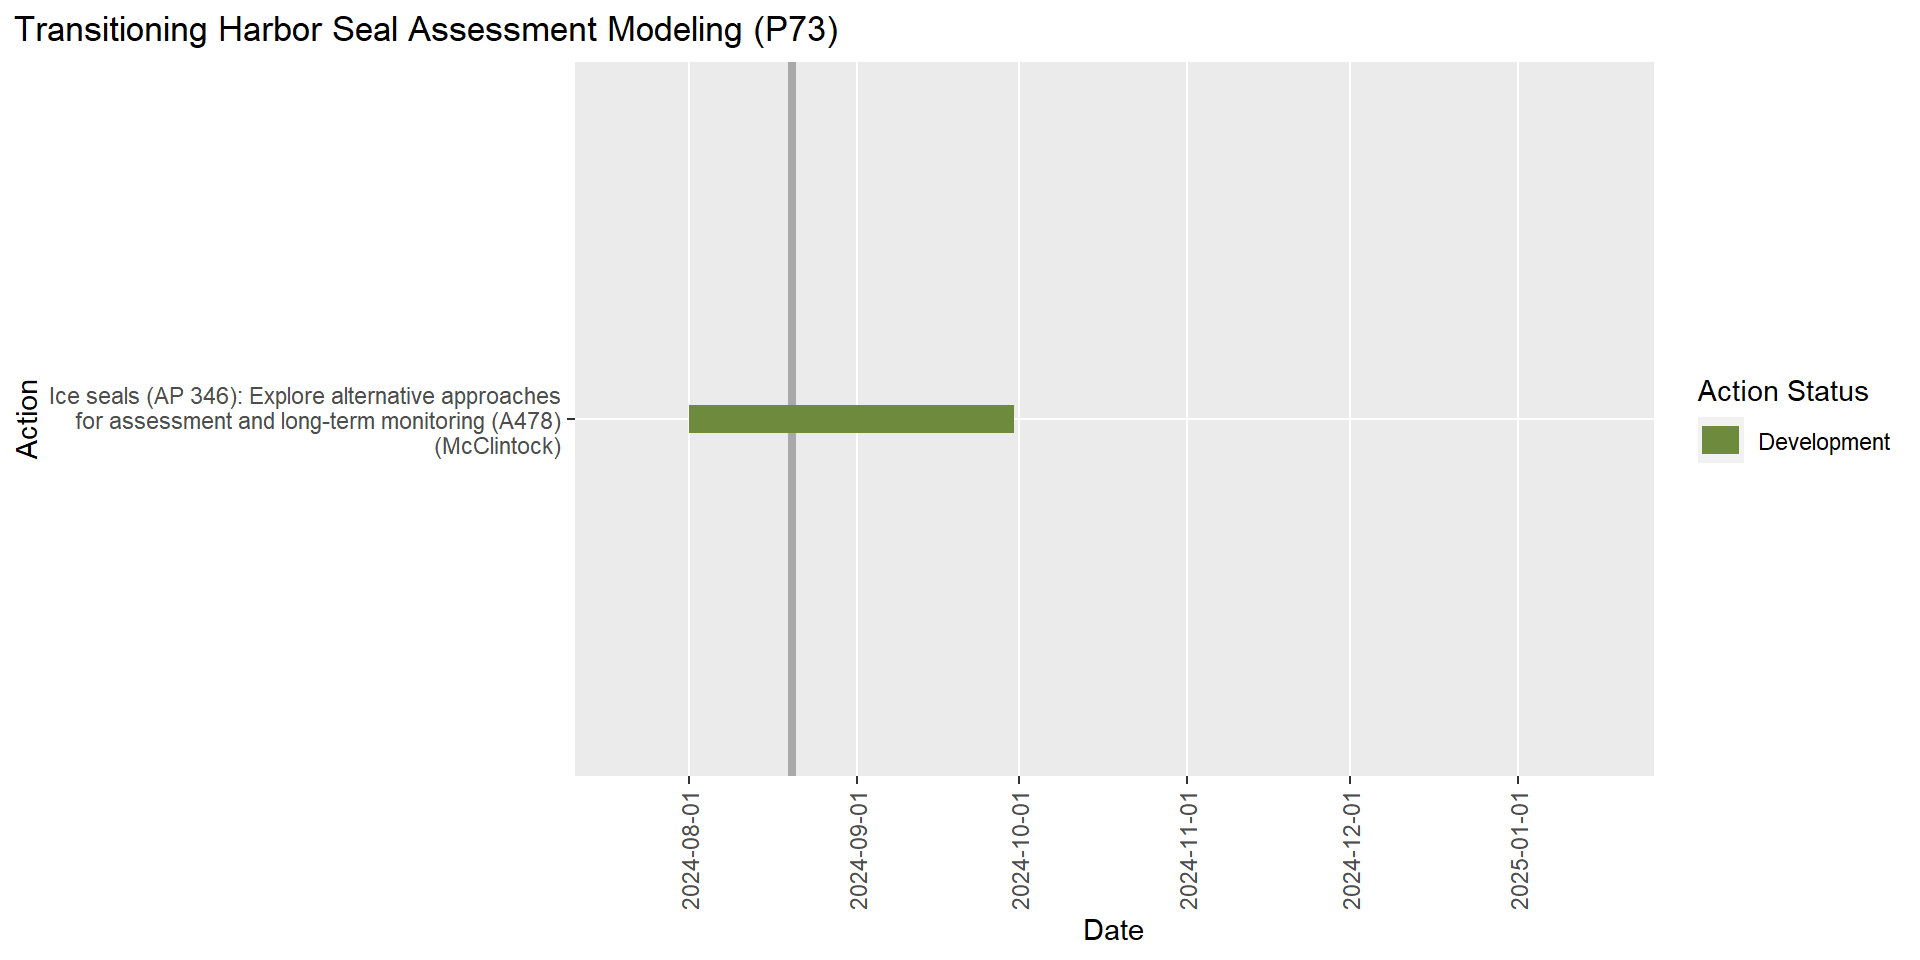 Transitioning Harbor Seal Assessment Modeling (P73)
Action
Ice seals (AP 346): Explore alternative approaches
for assessment and long-term monitoring (A478)
(McClintock)
Action Status
Development
2024-08-01
2024-09-01
2024-10-01
2024-11-01
2024-12-01
2025-01-01
Date